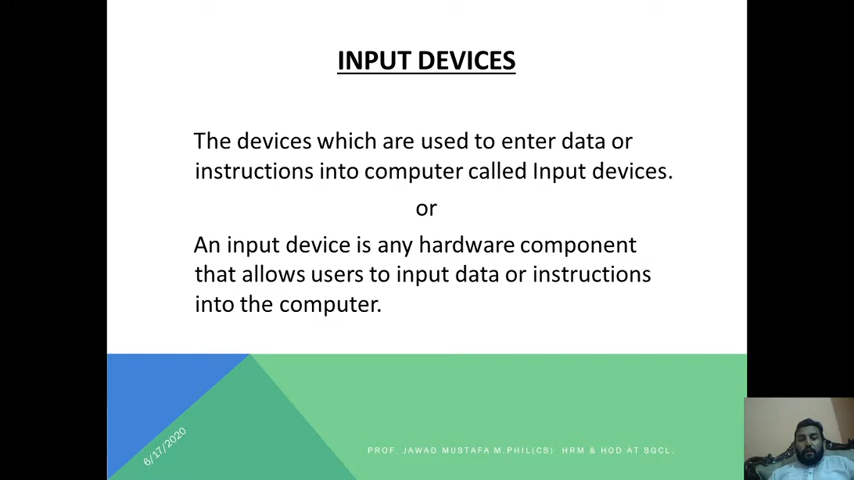 INPUT DEVICES
The devices which are used to enter data or
instructions into computer called Input devices.
or
An input device is any hardware component
that allows users to input data or instructions
into the computer.
6/17/2020
PROF. JAWAD MUSTAFA M.PHIL(CS) HRM & HOD AT SGCL.